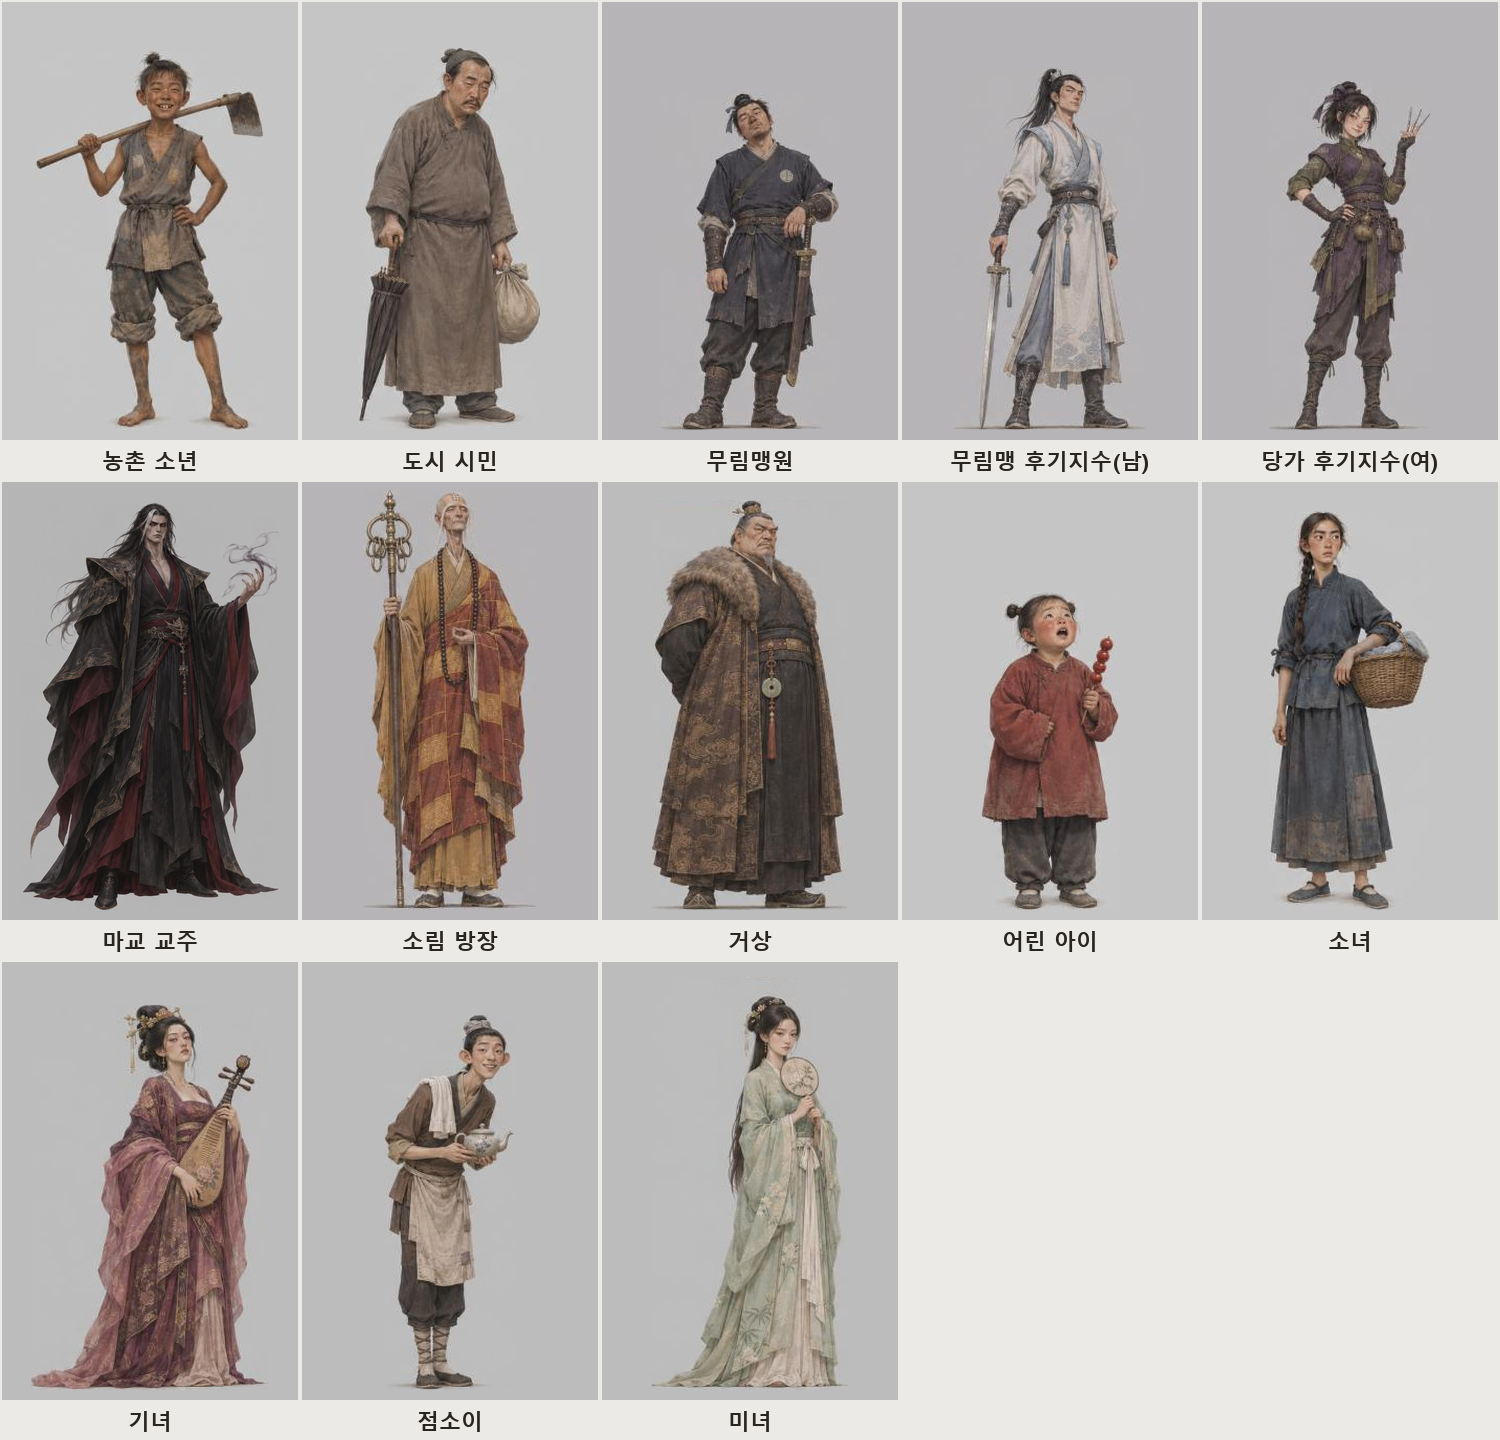 농촌 소년
도시 시민
무림맹원
무림맹 후기지수(남)
당가 후기지수(여)
마교 교주
소림 방장
거상
어린 아이
소녀
기녀
점소이
미녀